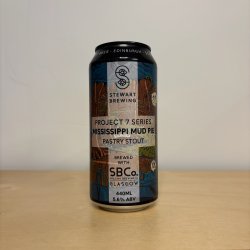 STEWART
BREWING
PROJECT 7 SERIES
MISSISSIPPI MUD PIE
PASTRY STOUT
BREWED
WITH
SBCo.
GLASGOW
440ML
5.6% ABV